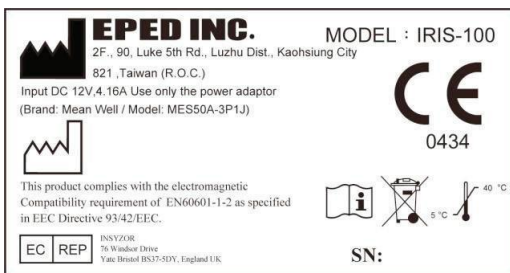 EPED INC.
MODEL : IRIS-100
2F., 90, Luke 5th Rd., Luzhu Dist., Kaohsiung City
821 ,Taiwan (R.O.C.)
Input DC 12V,4.16A Use only the power adaptor
(Brand: Mean Well / Model: MES50A-3P1J)
CE
0434
This product complies with the electromagnetic
Compatibility requirement of EN60601-1-2 as specified
in EEC Directive 93/42/EEC.
i
5 °C
40 °C
EC REP
INSYZOR
76 Windsor Drive
Yate Bristol BS37-5DY, England UK
SN: